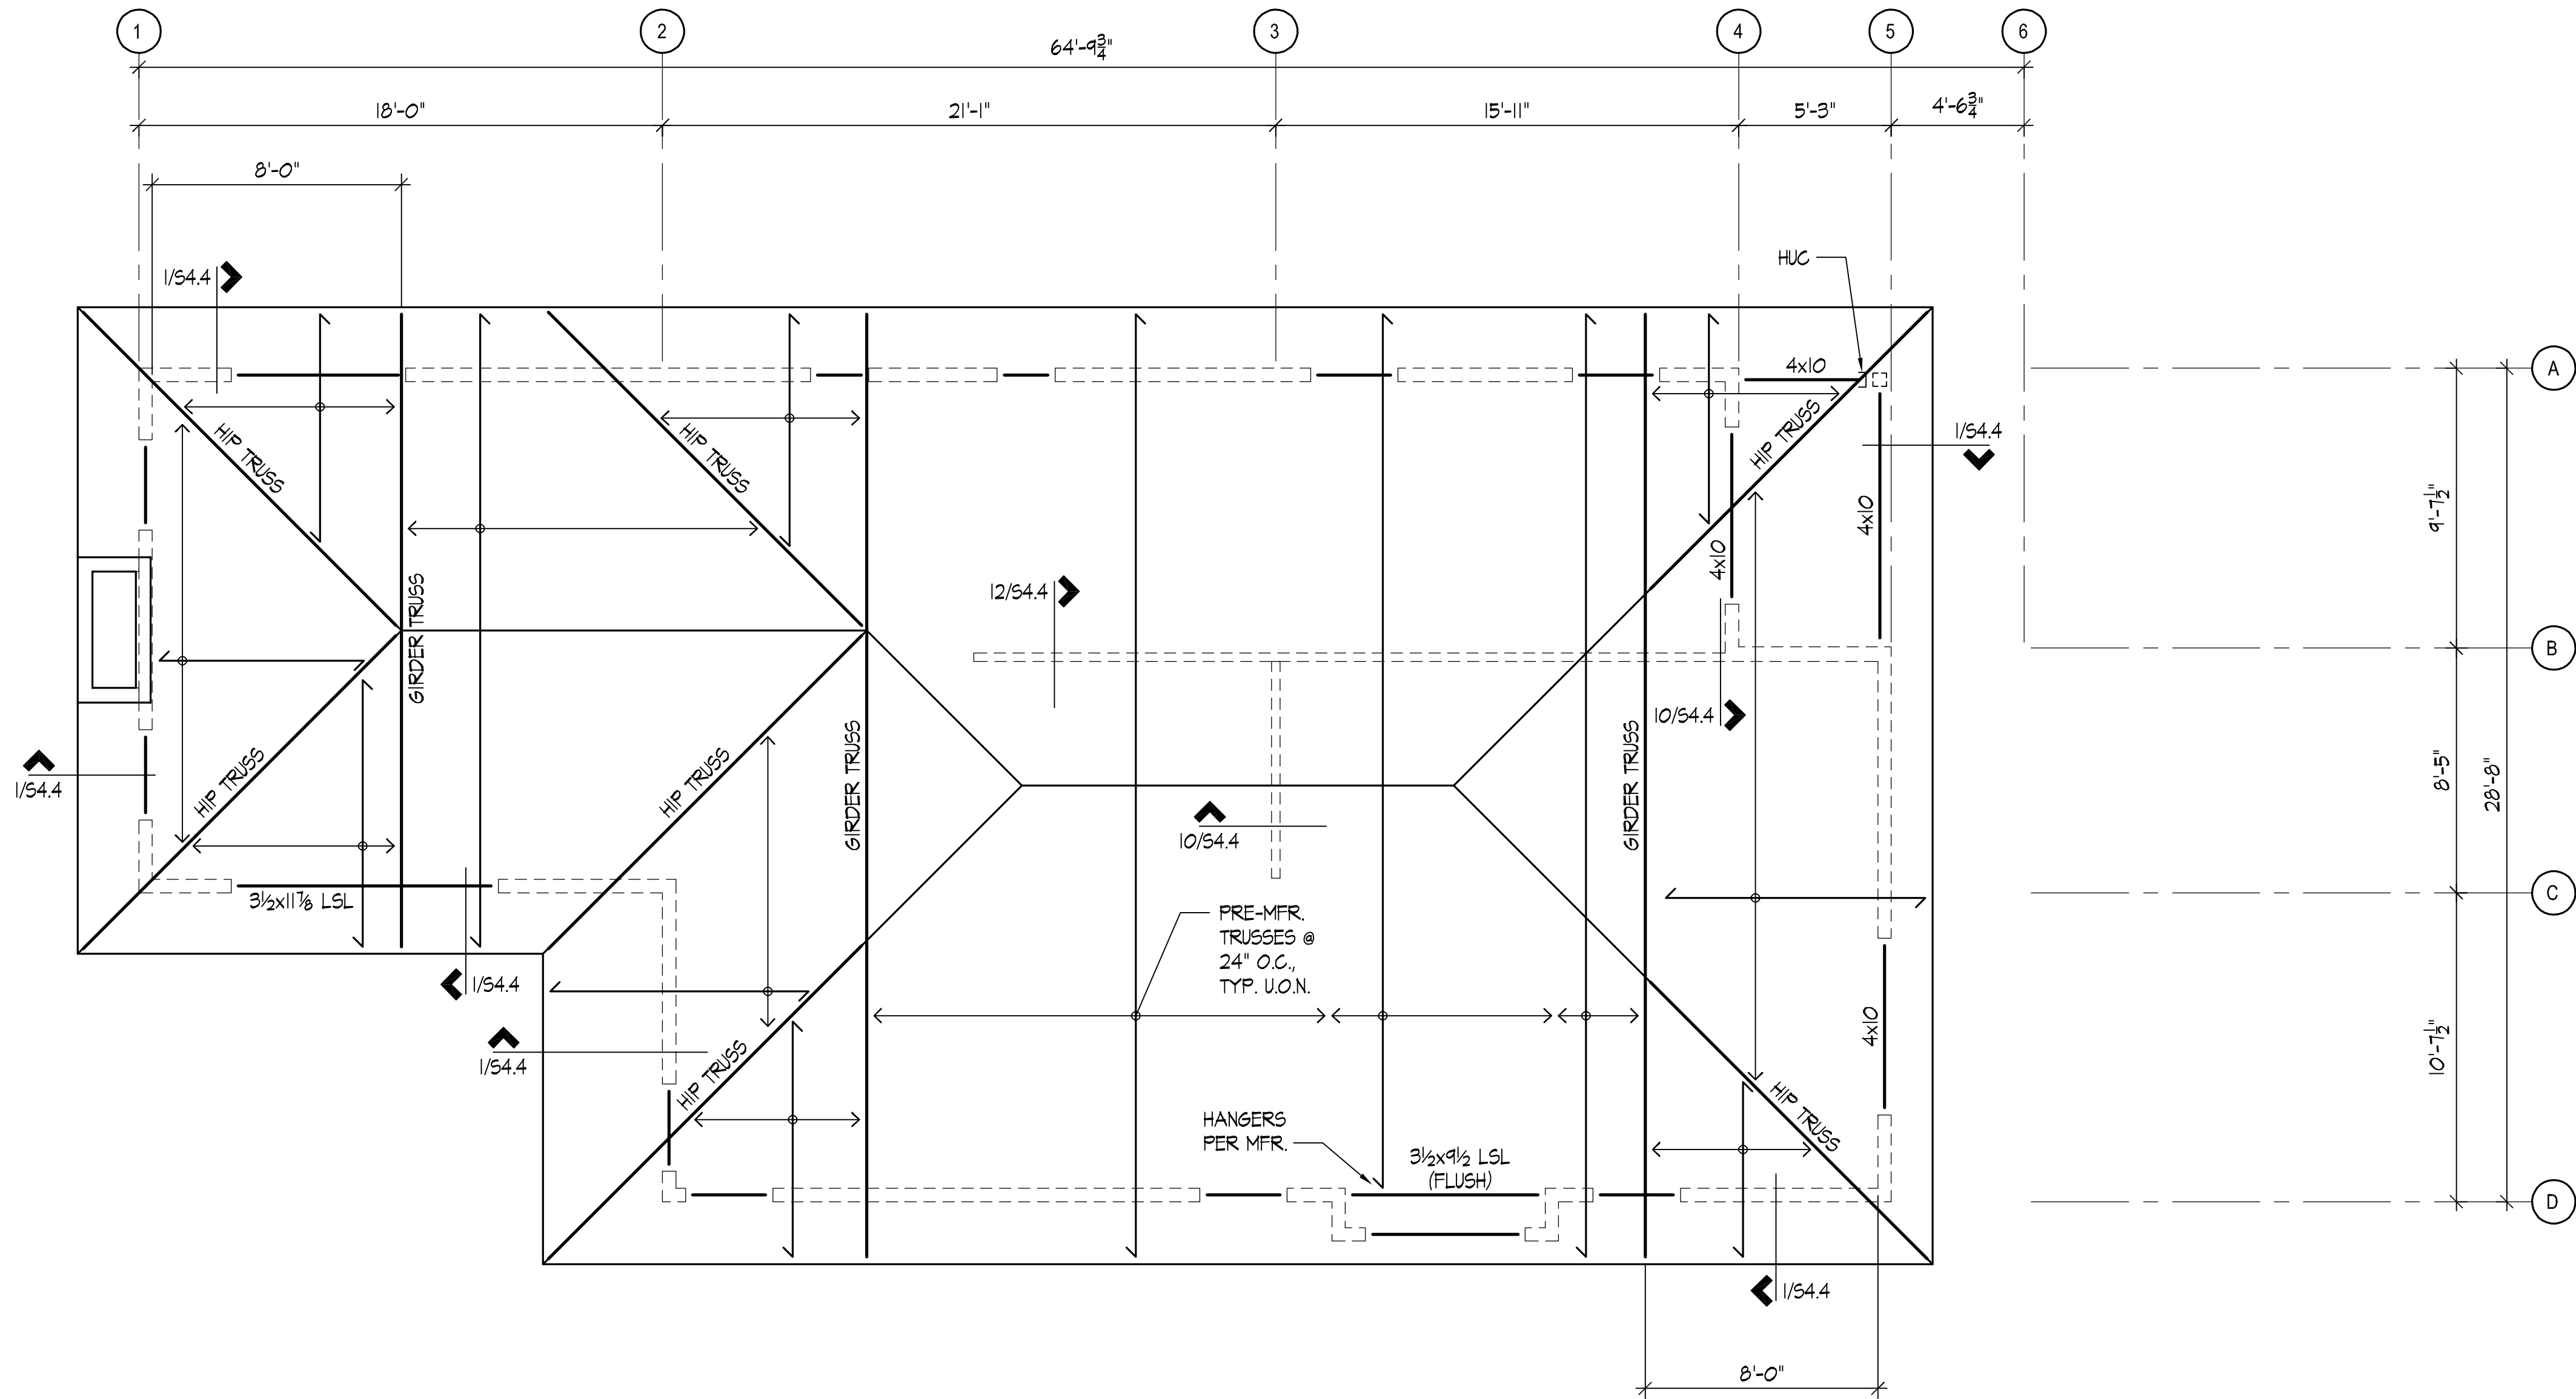 1 2 3 4 5 6
64'-9¾"
18'-0" 21'-1" 15'-11" 5'-3" 4'-6¾"
8'-0"
1/S4.4
HUC
4x10
A
1/S4.4
HIP TRUSS
HIP TRUSS
HIP TRUSS
4x10
9'-7½"
4x10
12/S4.4
GIRDER TRUSS
B
10/S4.4
1/S4.4
HIP TRUSS
HIP TRUSS
GIRDER TRUSS
GIRDER TRUSS
8'-5"
28'-8"
10/S4.4
3½x11⅞ LSL
C
PRE-MFR.
TRUSSES @
24" O.C.,
TYP. U.O.N.
1/S4.4
1/S4.4
HIP TRUSS
4x10
10'-7½"
HIP TRUSS
HANGERS
PER MFR.
3½x9½ LSL
(FLUSH)
D
1/S4.4
8'-0"